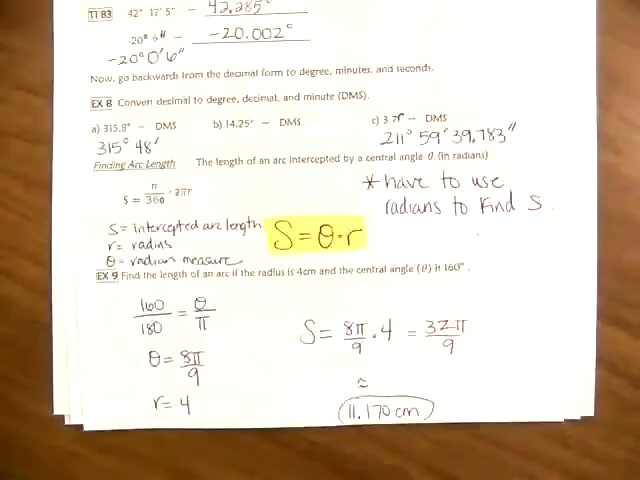 TI 83 42° 17' 5" – 42.285°
-20° 6" – -20.002°
-20°0'6"
Now, go backwards from the decimal form to degree, minutes, and seconds.
EX 8 Convert decimal to degree, decimal, and minute (DMS).
a) 315.8° – DMS b) 14.25° – DMS c) 3.7r – DMS
315° 48' 211° 59' 39.783"
Finding Arc Length The length of an arc intercepted by a central angle θ (in radians)
S = n/360 · 2πr
* have to use
radians to find S.
S = intercepted arc length
r = radius
θ = radian measure
S = θ·r
EX 9 Find the length of an arc if the radius is 4cm and the central angle (θ) is 160°.
160/180 = θ/π
S = 8π/9 · 4 = 32π/9
θ = 8π/9
≈
r = 4
11.170 cm